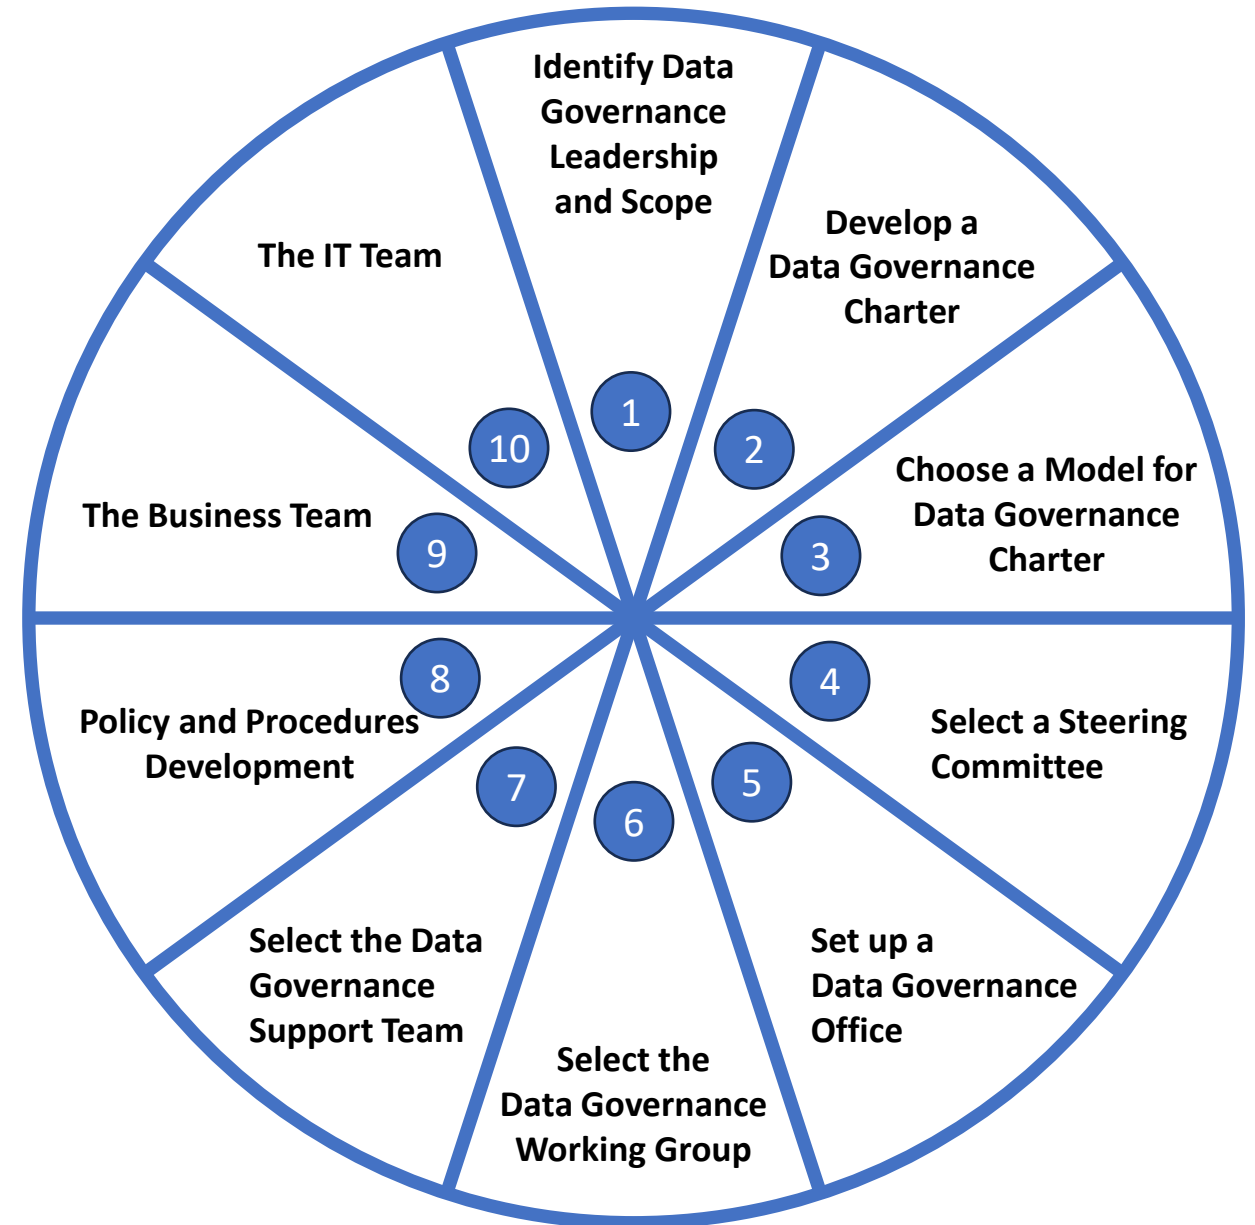 Identify Data
Governance
Leadership
and Scope
1
Develop a
Data Governance
Charter
2
Choose a Model for
Data Governance
Charter
3
4
Select a Steering
Committee
5
Set up a
Data Governance
Office
6
Select the
Data Governance
Working Group
7
Select the Data
Governance
Support Team
8
Policy and Procedures
Development
The Business Team
9
The IT Team
10